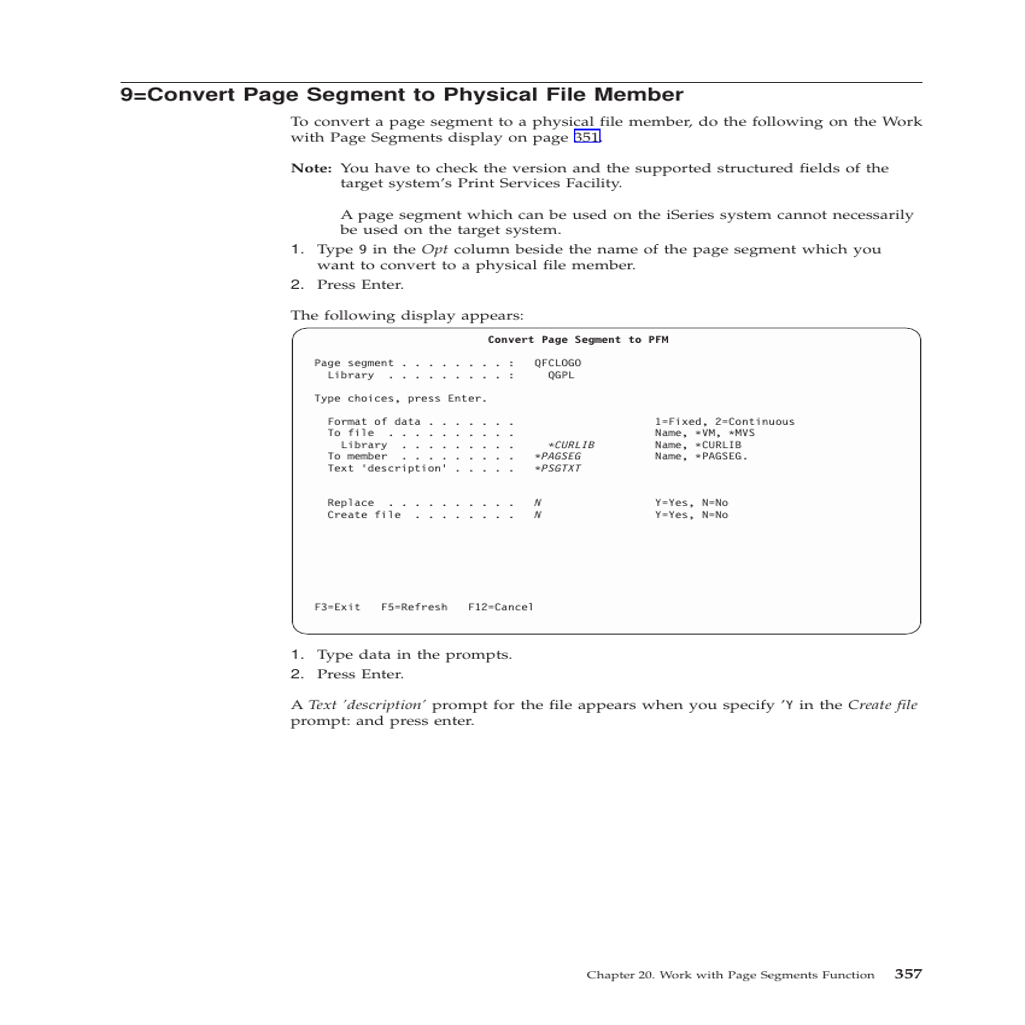 9=Convert Page Segment to Physical File Member
To convert a page segment to a physical file member, do the following on the Work
with Page Segments display on page 351.
Note: You have to check the version and the supported structured fields of the
target system's Print Services Facility.
A page segment which can be used on the iSeries system cannot necessarily
be used on the target system.
1. Type 9 in the Opt column beside the name of the page segment which you
want to convert to a physical file member.
2. Press Enter.
The following display appears:
Convert Page Segment to PFM
Page segment . . . . . . . . : QFCLOGO
Library . . . . . . . . . : QGPL
Type choices, press Enter.
Format of data . . . . . . . 1=Fixed, 2=Continuous
To file . . . . . . . . . . Name, *VM, *MVS
Library . . . . . . . . . *CURLIB Name, *CURLIB
To member . . . . . . . . . *PAGSEG Name, *PAGSEG.
Text 'description' . . . . . *PSGTXT
Replace . . . . . . . . . . N Y=Yes, N=No
Create file . . . . . . . . N Y=Yes, N=No
F3=Exit F5=Refresh F12=Cancel
1. Type data in the prompts.
2. Press Enter.
A Text 'description' prompt for the file appears when you specify 'Y in the Create file
prompt: and press enter.
Chapter 20. Work with Page Segments Function 357